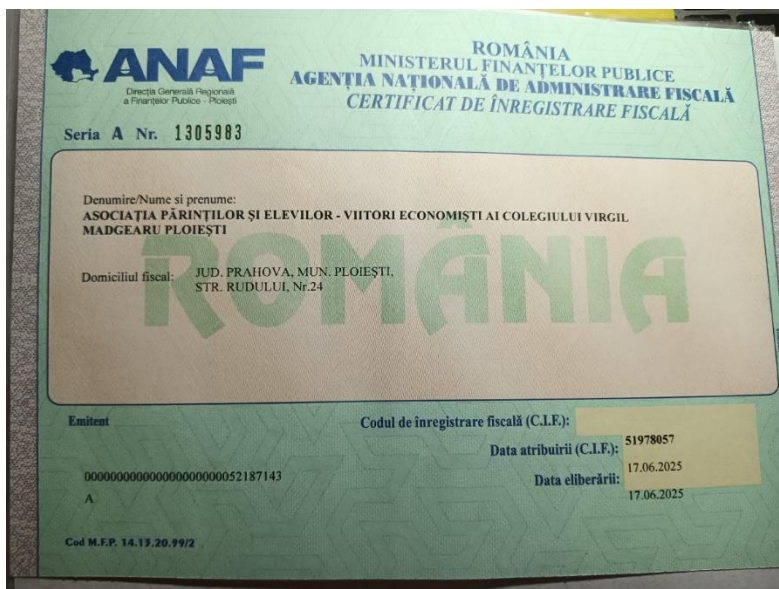 ANAF
Direcția Generală Regională
a Finanțelor Publice - Ploiești
ROMÂNIA
MINISTERUL FINANȚELOR PUBLICE
AGENȚIA NAȚIONALĂ DE ADMINISTRARE FISCALĂ
CERTIFICAT DE ÎNREGISTRARE FISCALĂ
Seria A Nr. 1305983
Denumire/Nume si prenume:
ASOCIAȚIA PĂRINȚILOR ȘI ELEVILOR - VIITORI ECONOMIȘTI AI COLEGIULUI VIRGIL
MADGEARU PLOIEȘTI
Domiciliul fiscal: JUD. PRAHOVA, MUN. PLOIEȘTI,
STR. RUDULUI, Nr.24
ROMÂNIA
Emitent
Codul de înregistrare fiscală (C.I.F.):
51978057
Data atribuirii (C.I.F.):
17.06.2025
Data eliberării:
17.06.2025
00000000000000000000052187143
A
Cod M.F.P. 14.13.20.99/2